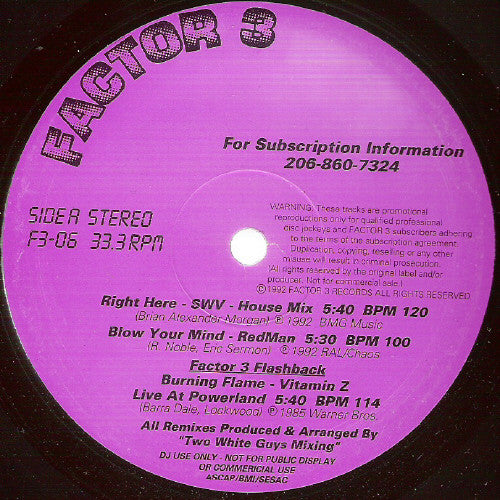 FACTOR 3
For Subscription Information
206-860-7324
SIDE A STEREO
F3-06 33.3 RPM
WARNING: These tracks are promotional
reproductions only for qualified professional
disc jockeys and FACTOR 3 subscribers adhering
to the terms of the subscription agreement.
Duplication, copying, reselling or any other
misuse will result in criminal prosecution.
(All rights reserved by the original label and/or
producer. Not for commercial sale.)
©1992 FACTOR 3 RECORDS ALL RIGHTS RESERVED
Right Here - SWV - House Mix 5:40 BPM 120
(Brian Alexander Morgan) ℗ 1992 BMG Music
Blow Your Mind - RedMan 5:30 BPM 100
(R. Noble, Eric Sermon) ℗ 1992 RAL/Chaos
Factor 3 Flashback
Burning Flame - Vitamin Z
Live At Powerland 5:40 BPM 114
(Barra Dale, Lockwood) ℗ 1985 Warner Bros.
All Remixes Produced & Arranged By
"Two White Guys Mixing"
DJ USE ONLY - NOT FOR PUBLIC DISPLAY
OR COMMERICIAL USE
ASCAP/BMI/SESAC